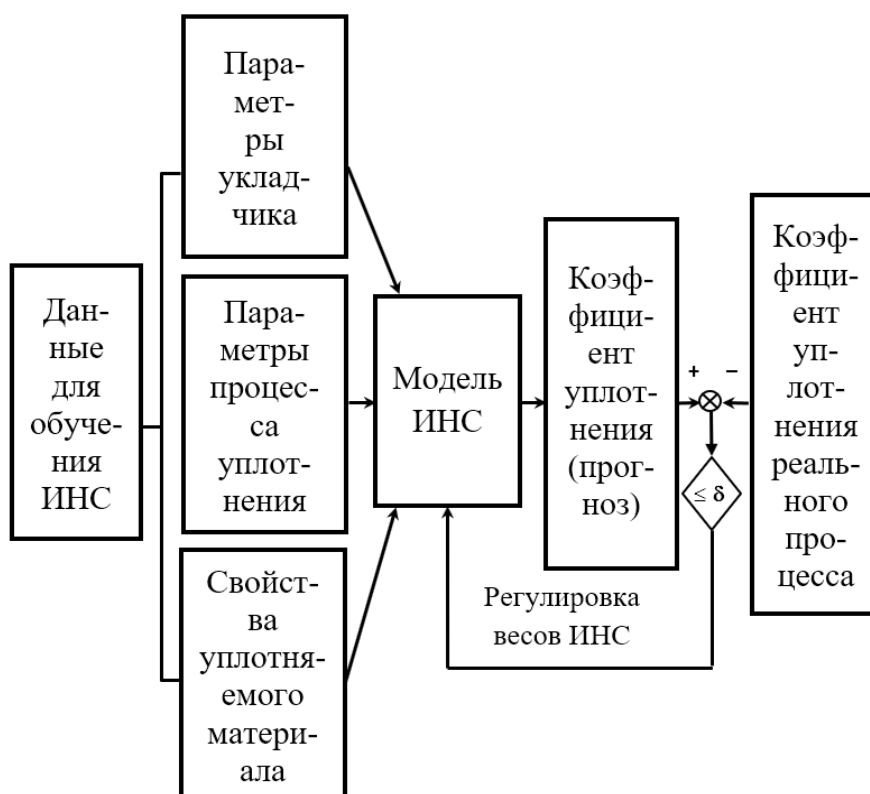 Дан-
ные
для
обуче-
ния
ИНС
Пара-
мет-
ры
уклад-
чика
Пара-
метры
процес-
са
уплот-
нения
Свойст-
ва
уплотня-
емого
матери-
ала
Модель
ИНС
Коэф-
фици-
ент
уплот-
нения
(прог-
ноз)
+ –
≤ δ
Регулировка
весов ИНС
Коэф-
фици-
ент
уп-
лот-
нения
реаль-
ного
про-
цесса